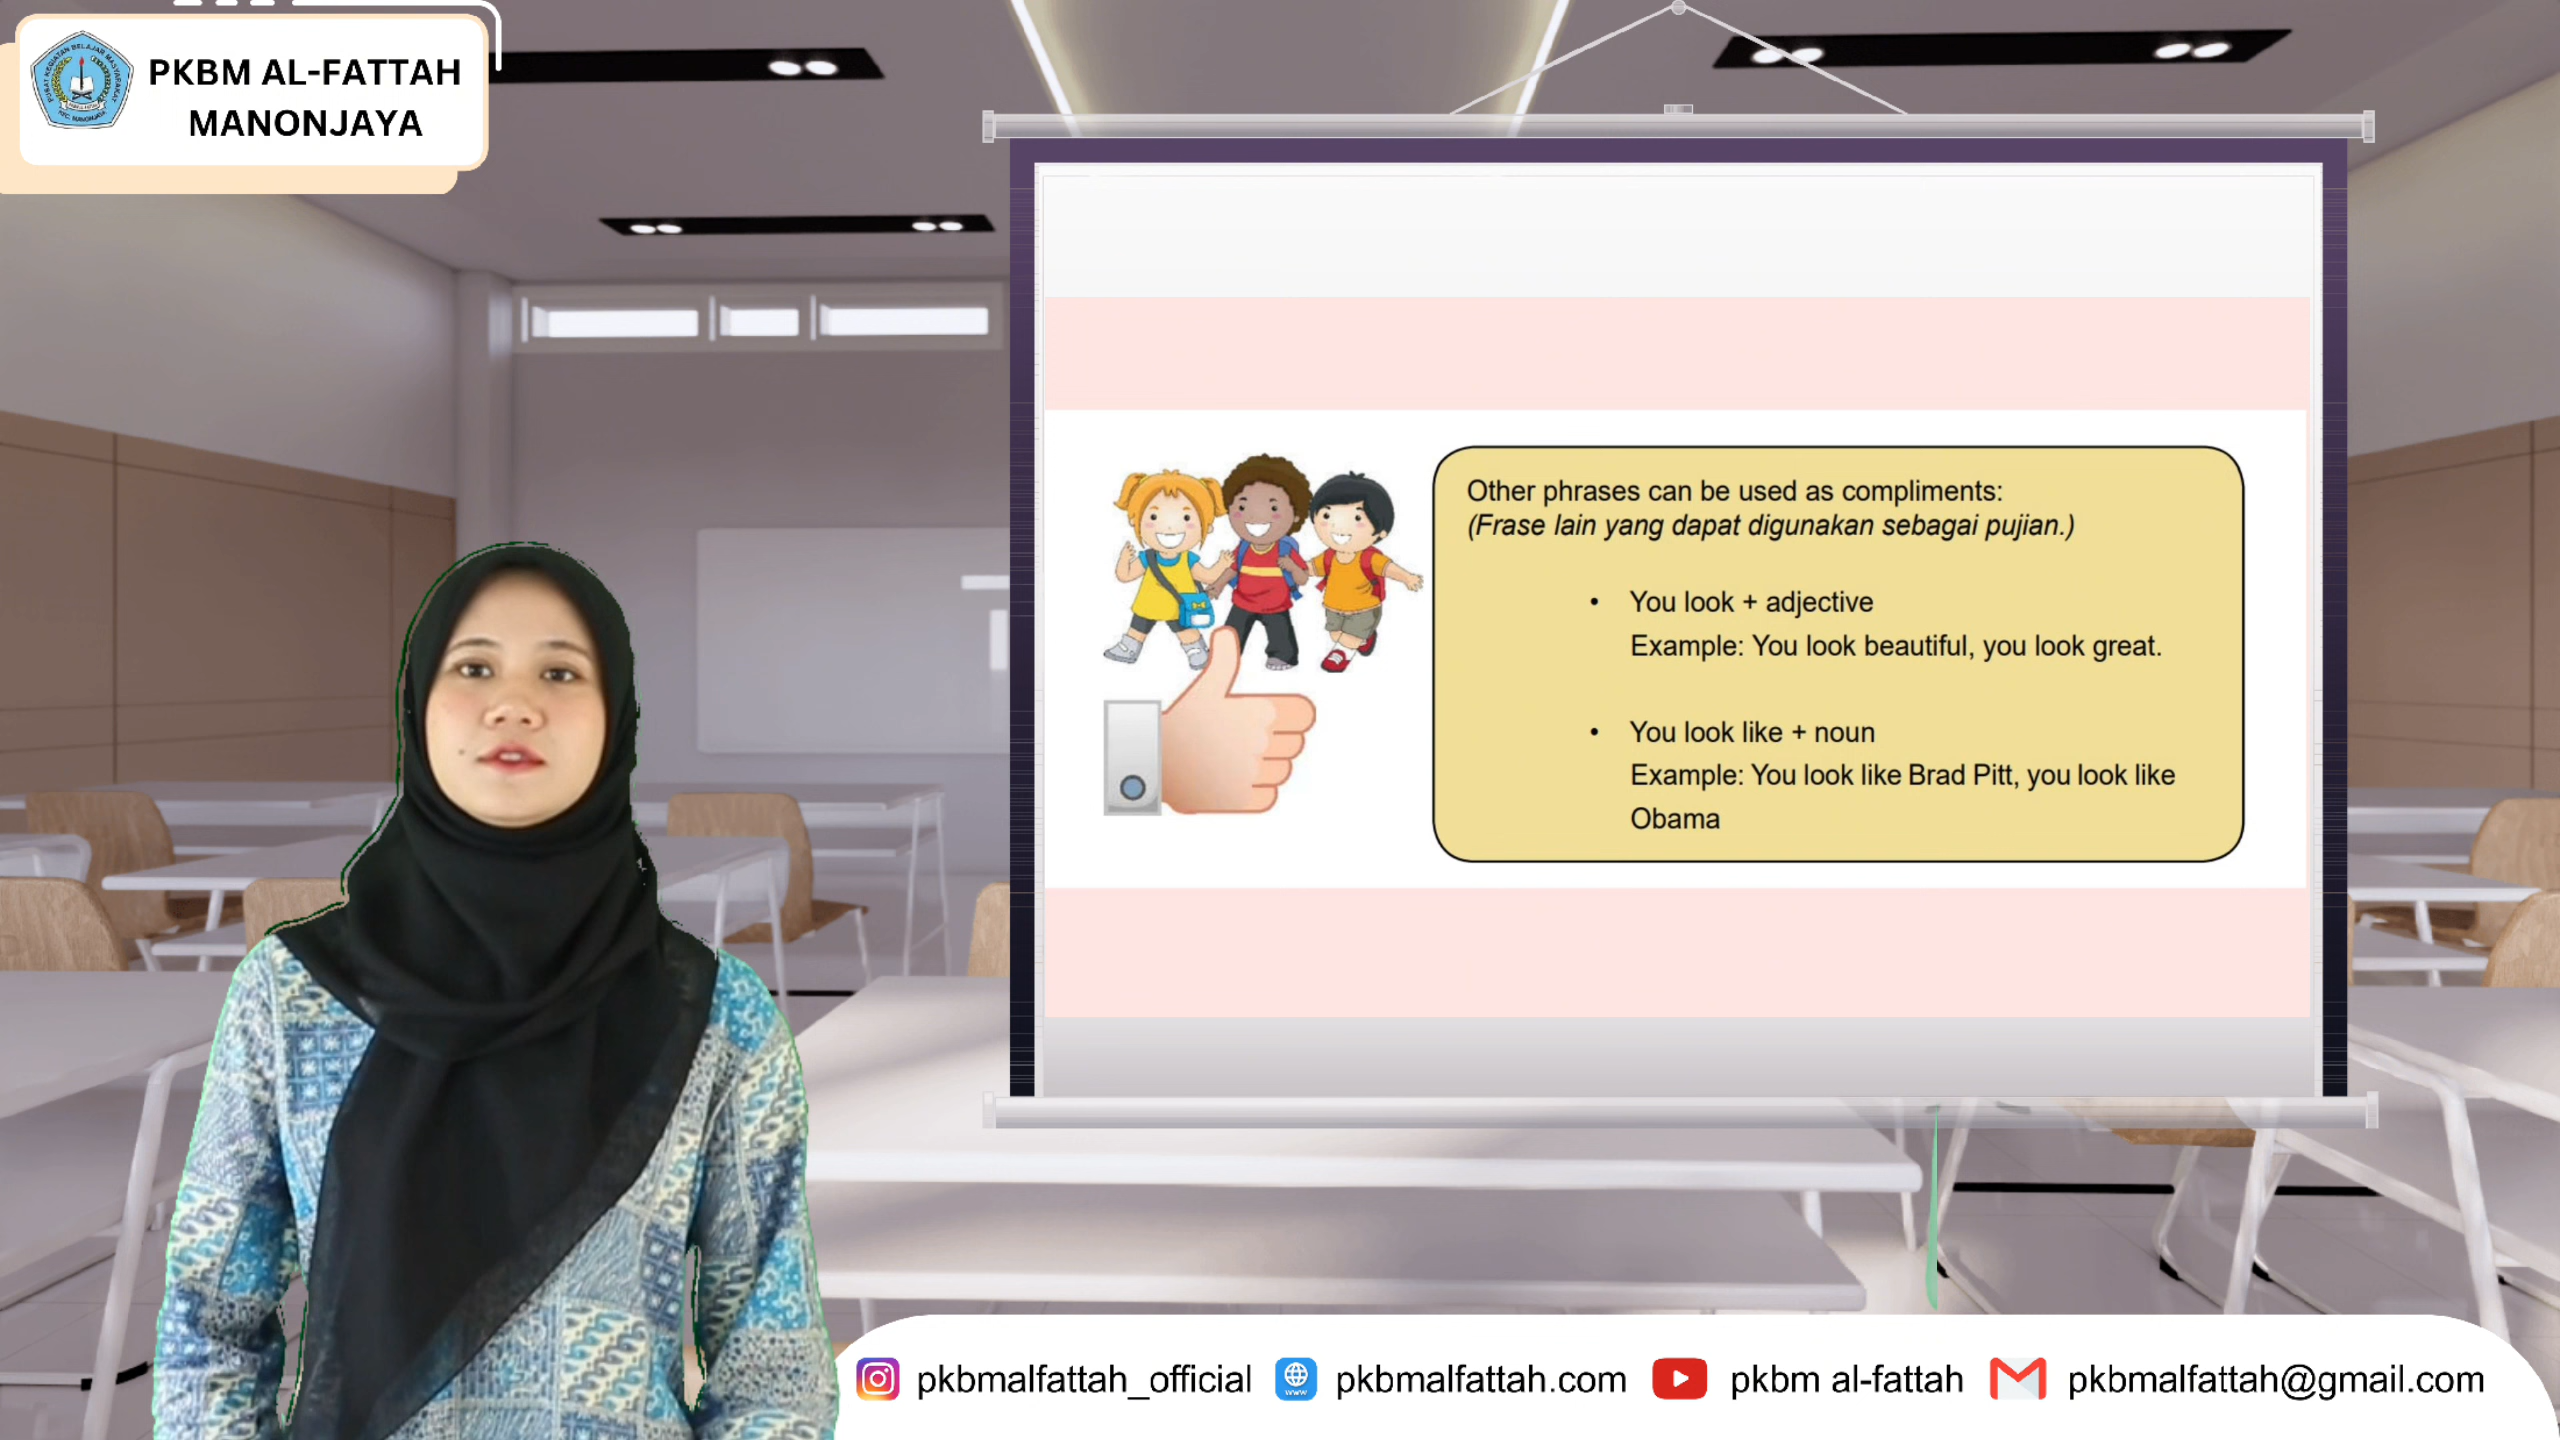 PKBM AL-FATTAH
MANONJAYA
Other phrases can be used as compliments:
(Frase lain yang dapat digunakan sebagai pujian.)
• You look + adjective
Example: You look beautiful, you look great.
• You look like + noun
Example: You look like Brad Pitt, you look like
Obama
pkbmalfattah_official
www
pkbmalfattah.com
pkbm al-fattah
pkbmalfattah@gmail.com